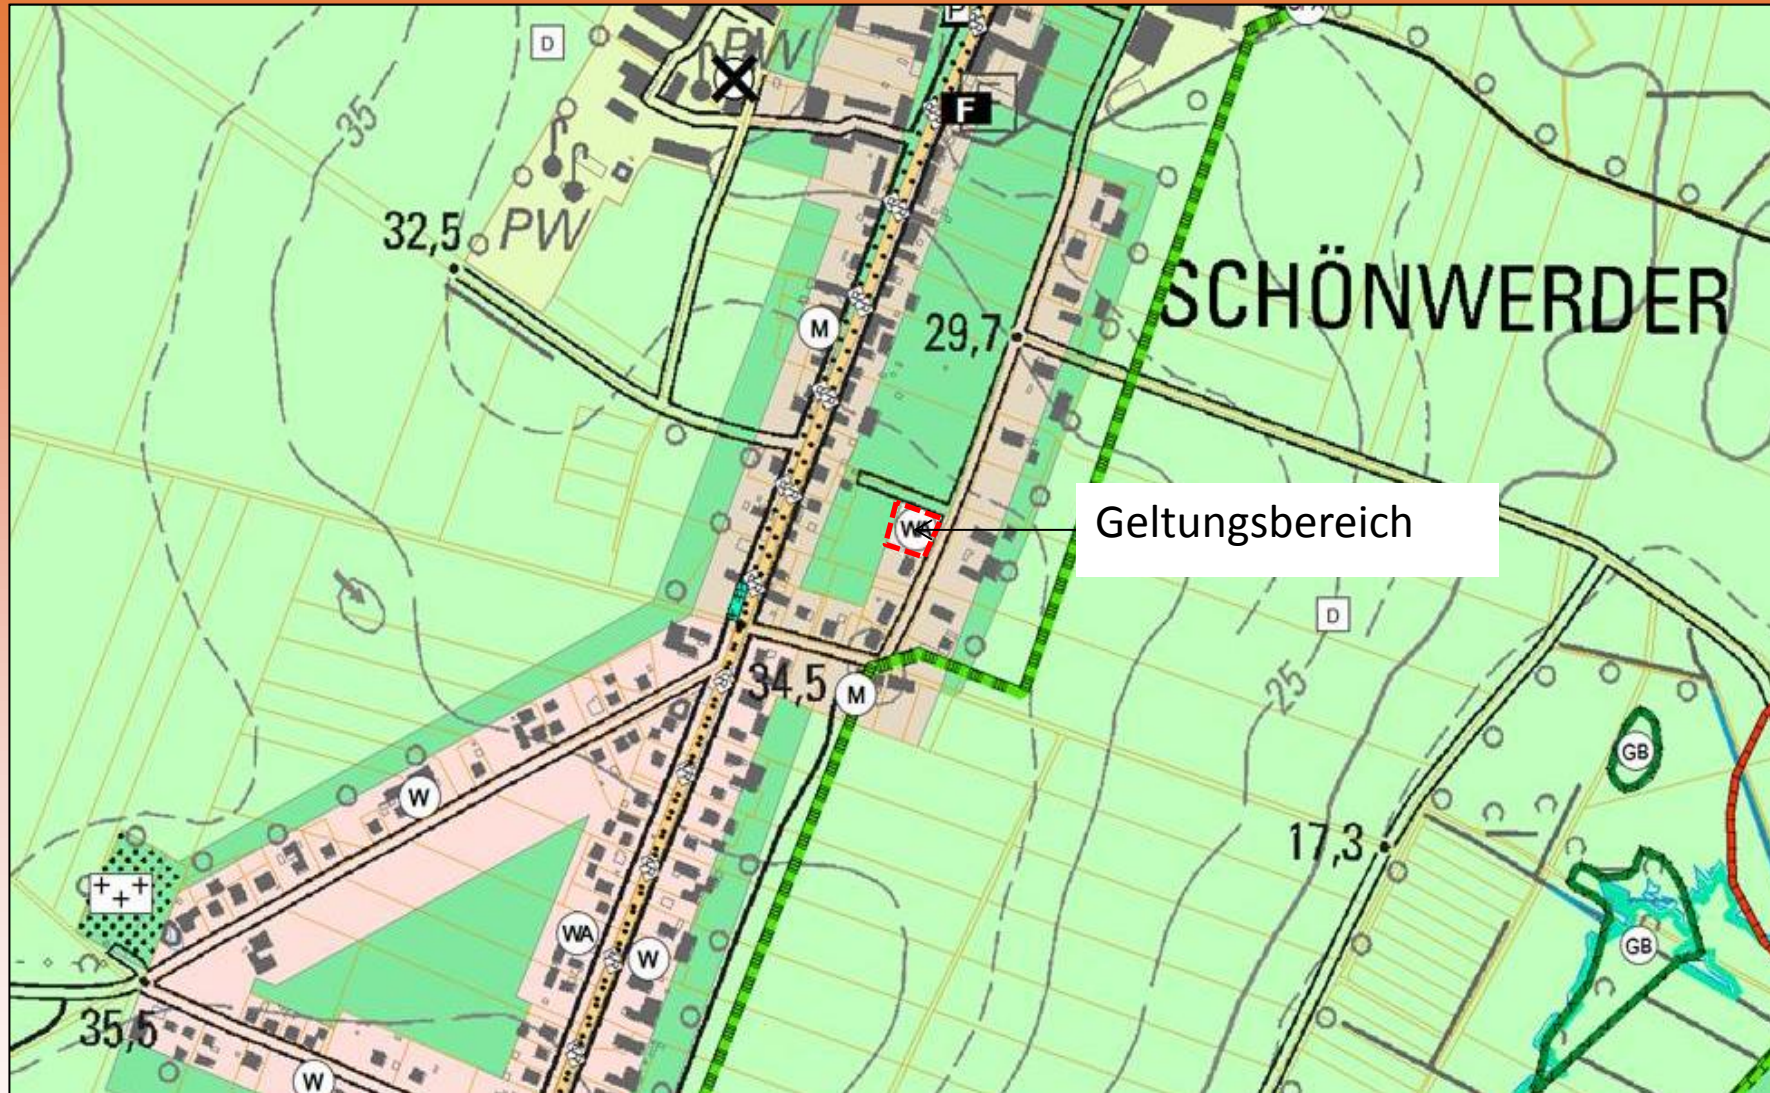 P
D
PW
F
35
32,5
PW
SCHÖNWERDER
M
29,7
Geltungsbereich
WA
D
34,5
M
25
GB
W
17,3
WA
W
GB
35,5
W